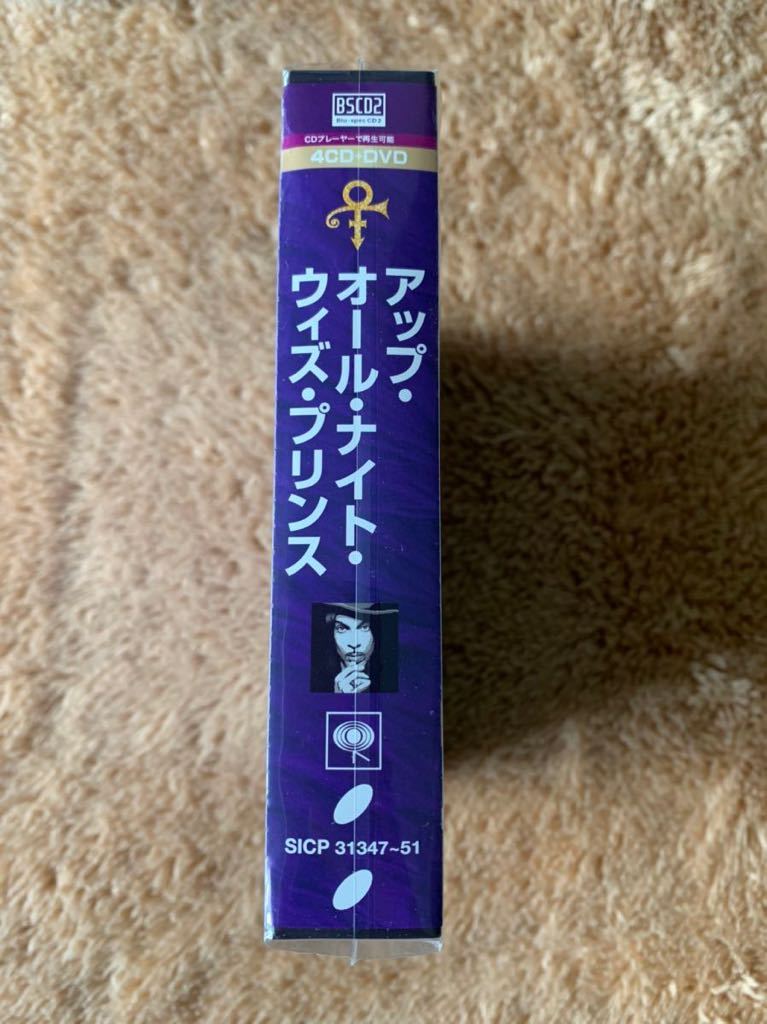 BSCD2
Blu-spec CD2
CDプレーヤーで再生可能
4CD+DVD
アップ・
オール・ナイト・
ウィズ・プリンス
SICP 31347~51